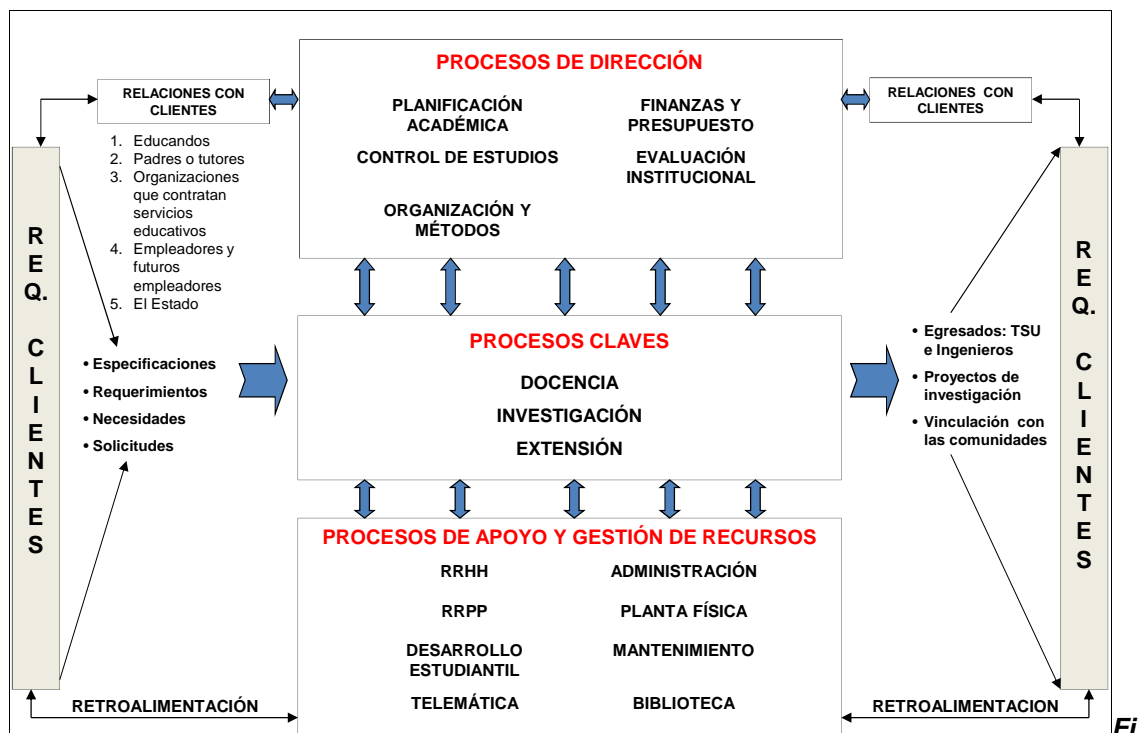 PROCESOS DE DIRECCIÓN
PLANIFICACIÓN
ACADÉMICA
FINANZAS Y
PRESUPUESTO
CONTROL DE ESTUDIOS
EVALUACIÓN
INSTITUCIONAL
ORGANIZACIÓN Y
MÉTODOS
RELACIONES CON
CLIENTES
1. Educandos
2. Padres o tutores
3. Organizaciones
que contratan
servicios
educativos
4. Empleadores y
futuros
empleadores
5. El Estado
RELACIONES CON
CLIENTES
REQ. CLIENTES
• Especificaciones
• Requerimientos
• Necesidades
• Solicitudes
PROCESOS CLAVES
DOCENCIA
INVESTIGACIÓN
EXTENSIÓN
• Egresados: TSU
e Ingenieros
• Proyectos de
investigación
• Vinculación con
las comunidades
REQ. CLIENTES
PROCESOS DE APOYO Y GESTIÓN DE RECURSOS
RRHH
ADMINISTRACIÓN
RRPP
PLANTA FÍSICA
DESARROLLO
ESTUDIANTIL
MANTENIMIENTO
TELEMÁTICA
BIBLIOTECA
RETROALIMENTACIÓN
RETROALIMENTACION
Fi